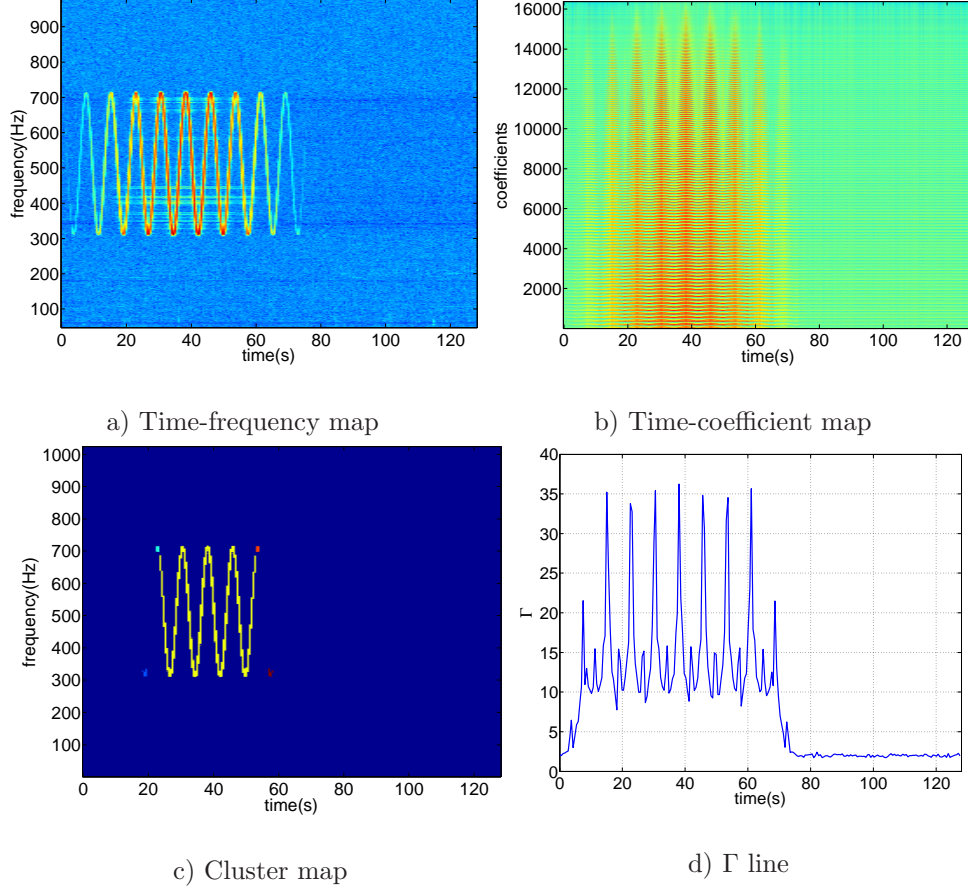 900
800
700
600
500
400
300
200
100
frequency(Hz)
0 20 40 60 80 100 120
time(s)
a) Time-frequency map
16000
14000
12000
10000
8000
6000
4000
2000
coefficients
0 20 40 60 80 100 120
time(s)
b) Time-coefficient map
1000
900
800
700
600
500
400
300
200
100
frequency(Hz)
0 20 40 60 80 100 120
time(s)
c) Cluster map
40
35
30
25
20
15
10
5
0
Γ
0 20 40 60 80 100 120
time(s)
d) Γ line